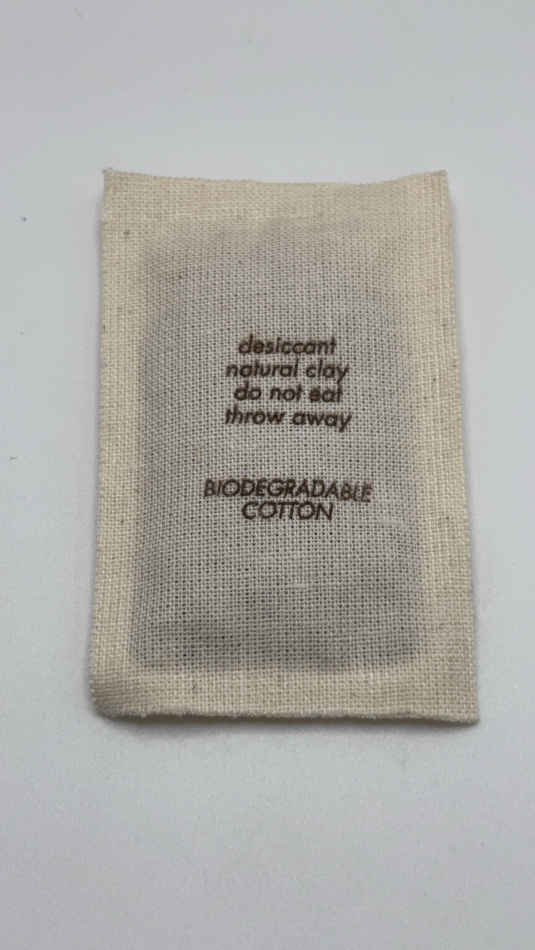 desiccant
natural clay
do not eat
throw away
BIODEGRADABLE
COTTON